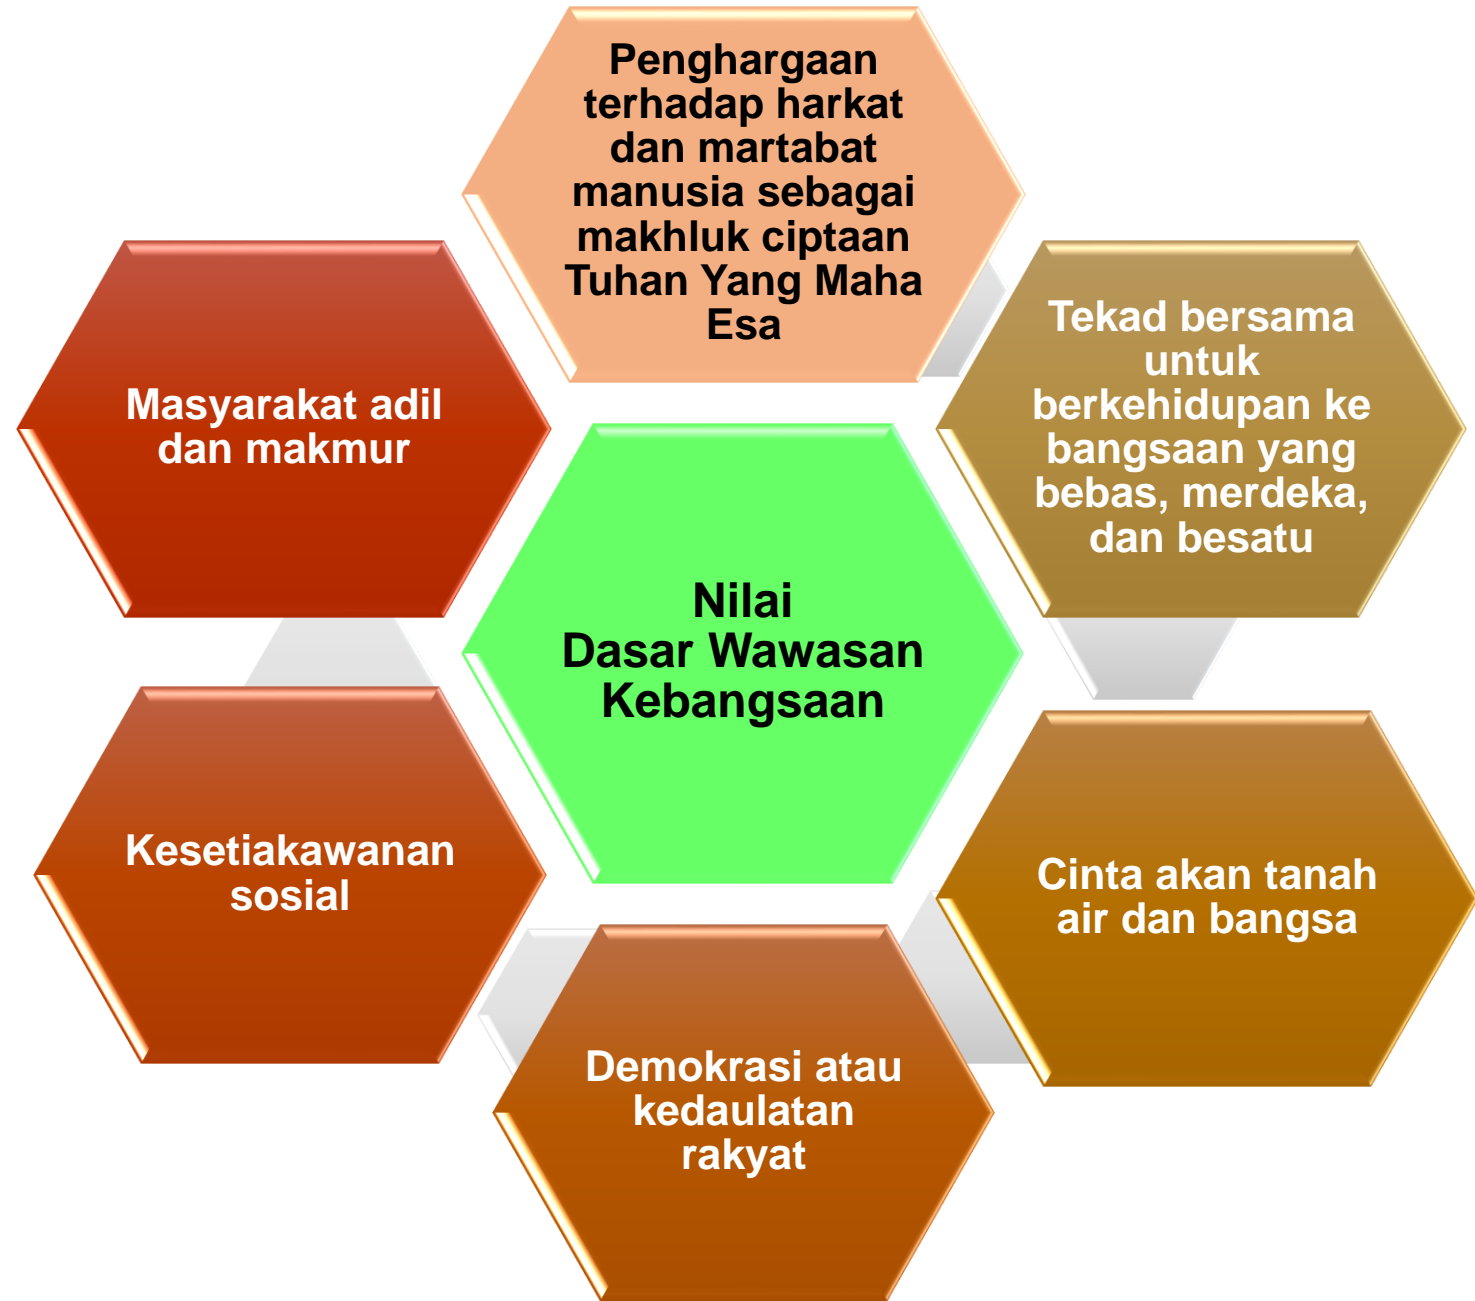 Penghargaan
terhadap harkat
dan martabat
manusia sebagai
makhluk ciptaan
Tuhan Yang Maha
Esa
Tekad bersama
untuk
berkehidupan ke
bangsaan yang
bebas, merdeka,
dan besatu
Cinta akan tanah
air dan bangsa
Demokrasi atau
kedaulatan
rakyat
Kesetiakawanan
sosial
Masyarakat adil
dan makmur
Nilai
Dasar Wawasan
Kebangsaan